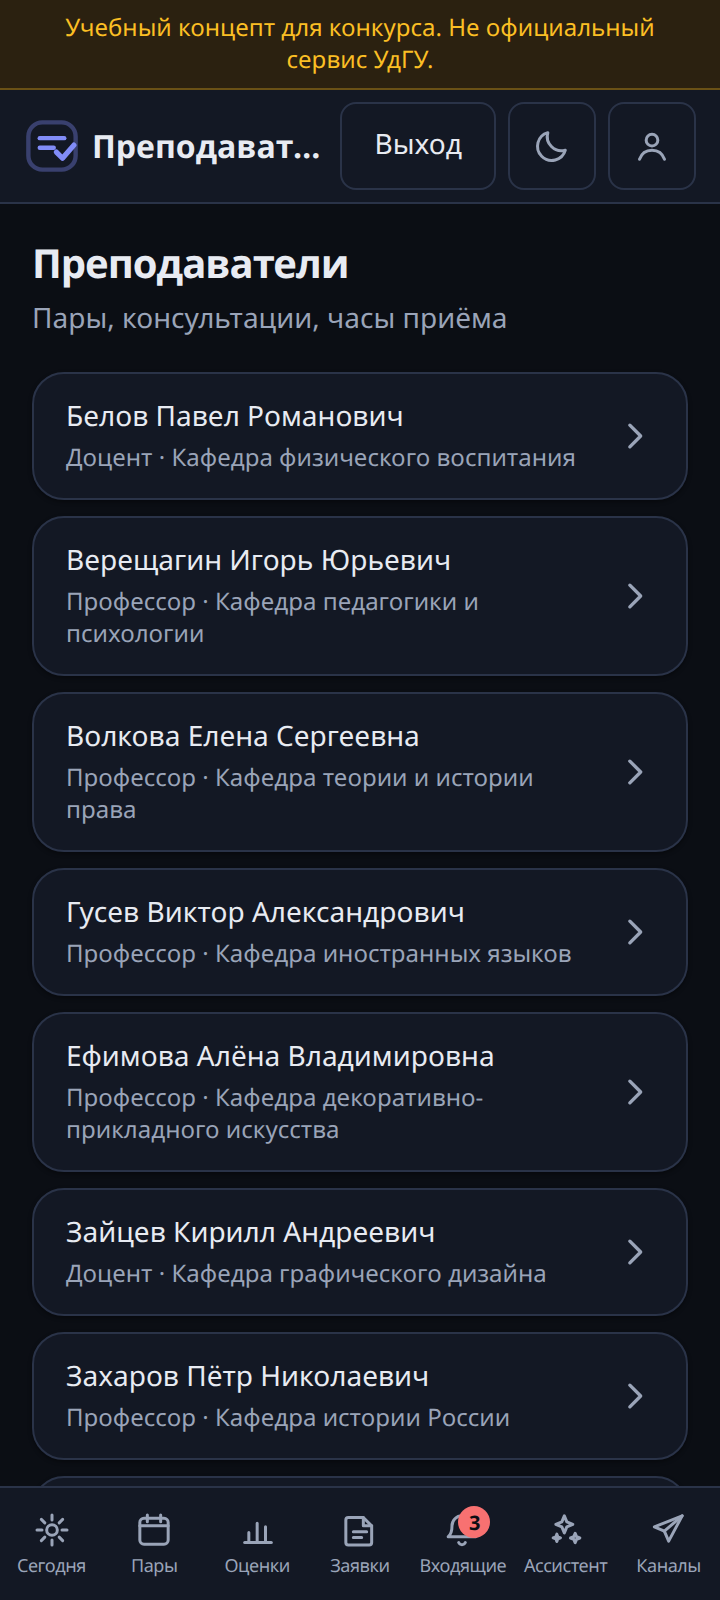 Учебный концепт для конкурса. Не официальный
сервис УдГУ.
Преподават...
Выход
Преподаватели
Пары, консультации, часы приёма
Белов Павел Романович
Доцент · Кафедра физического воспитания
Верещагин Игорь Юрьевич
Профессор · Кафедра педагогики и
психологии
Волкова Елена Сергеевна
Профессор · Кафедра теории и истории
права
Гусев Виктор Александрович
Профессор · Кафедра иностранных языков
Ефимова Алёна Владимировна
Профессор · Кафедра декоративно-
прикладного искусства
Зайцев Кирилл Андреевич
Доцент · Кафедра графического дизайна
Захаров Пётр Николаевич
Профессор · Кафедра истории России
3
Сегодня Пары Оценки Заявки Входящие Ассистент Каналы